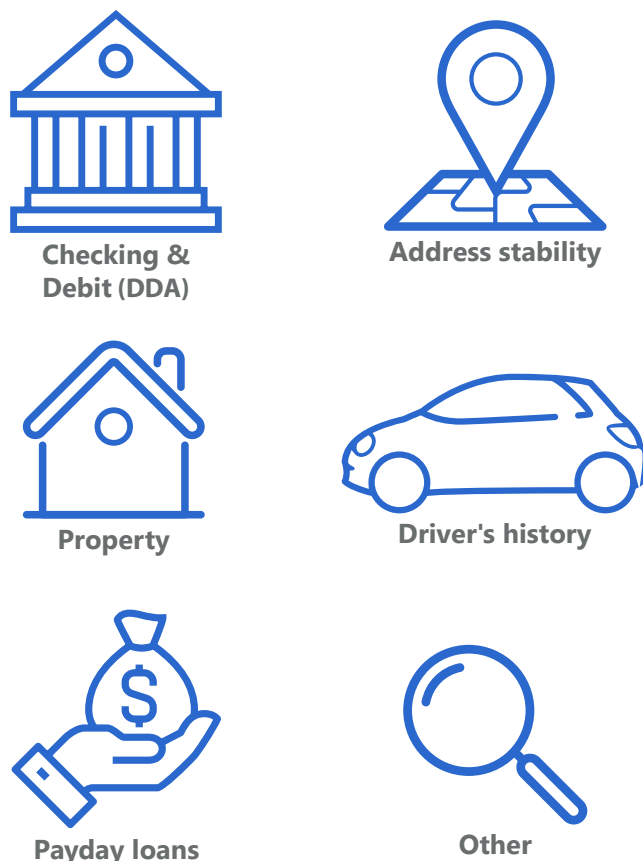 Checking &
Debit (DDA)
Address stability
Property
Driver's history
$
Payday loans
Other